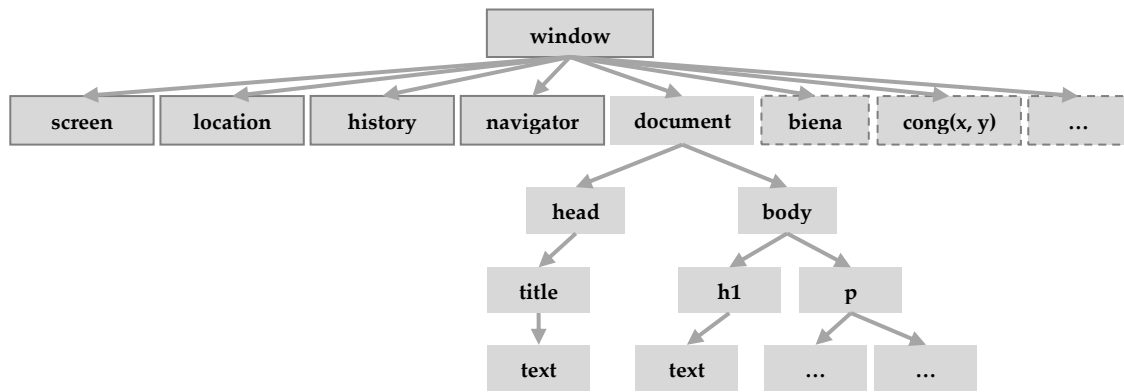 window
screen location history navigator document biena cong(x, y) ...
head body
title h1 p
text text ... ...